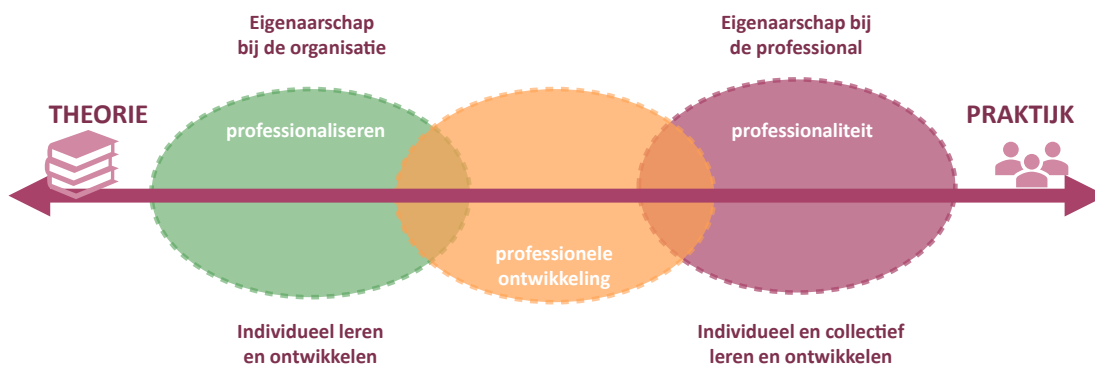 Eigenaarschap
bij de organisatie
Eigenaarschap bij
de professional
THEORIE
PRAKTIJK
professionaliseren
professionaliteit
professionele
ontwikkeling
Individueel leren
en ontwikkelen
Individueel en collectief
leren en ontwikkelen